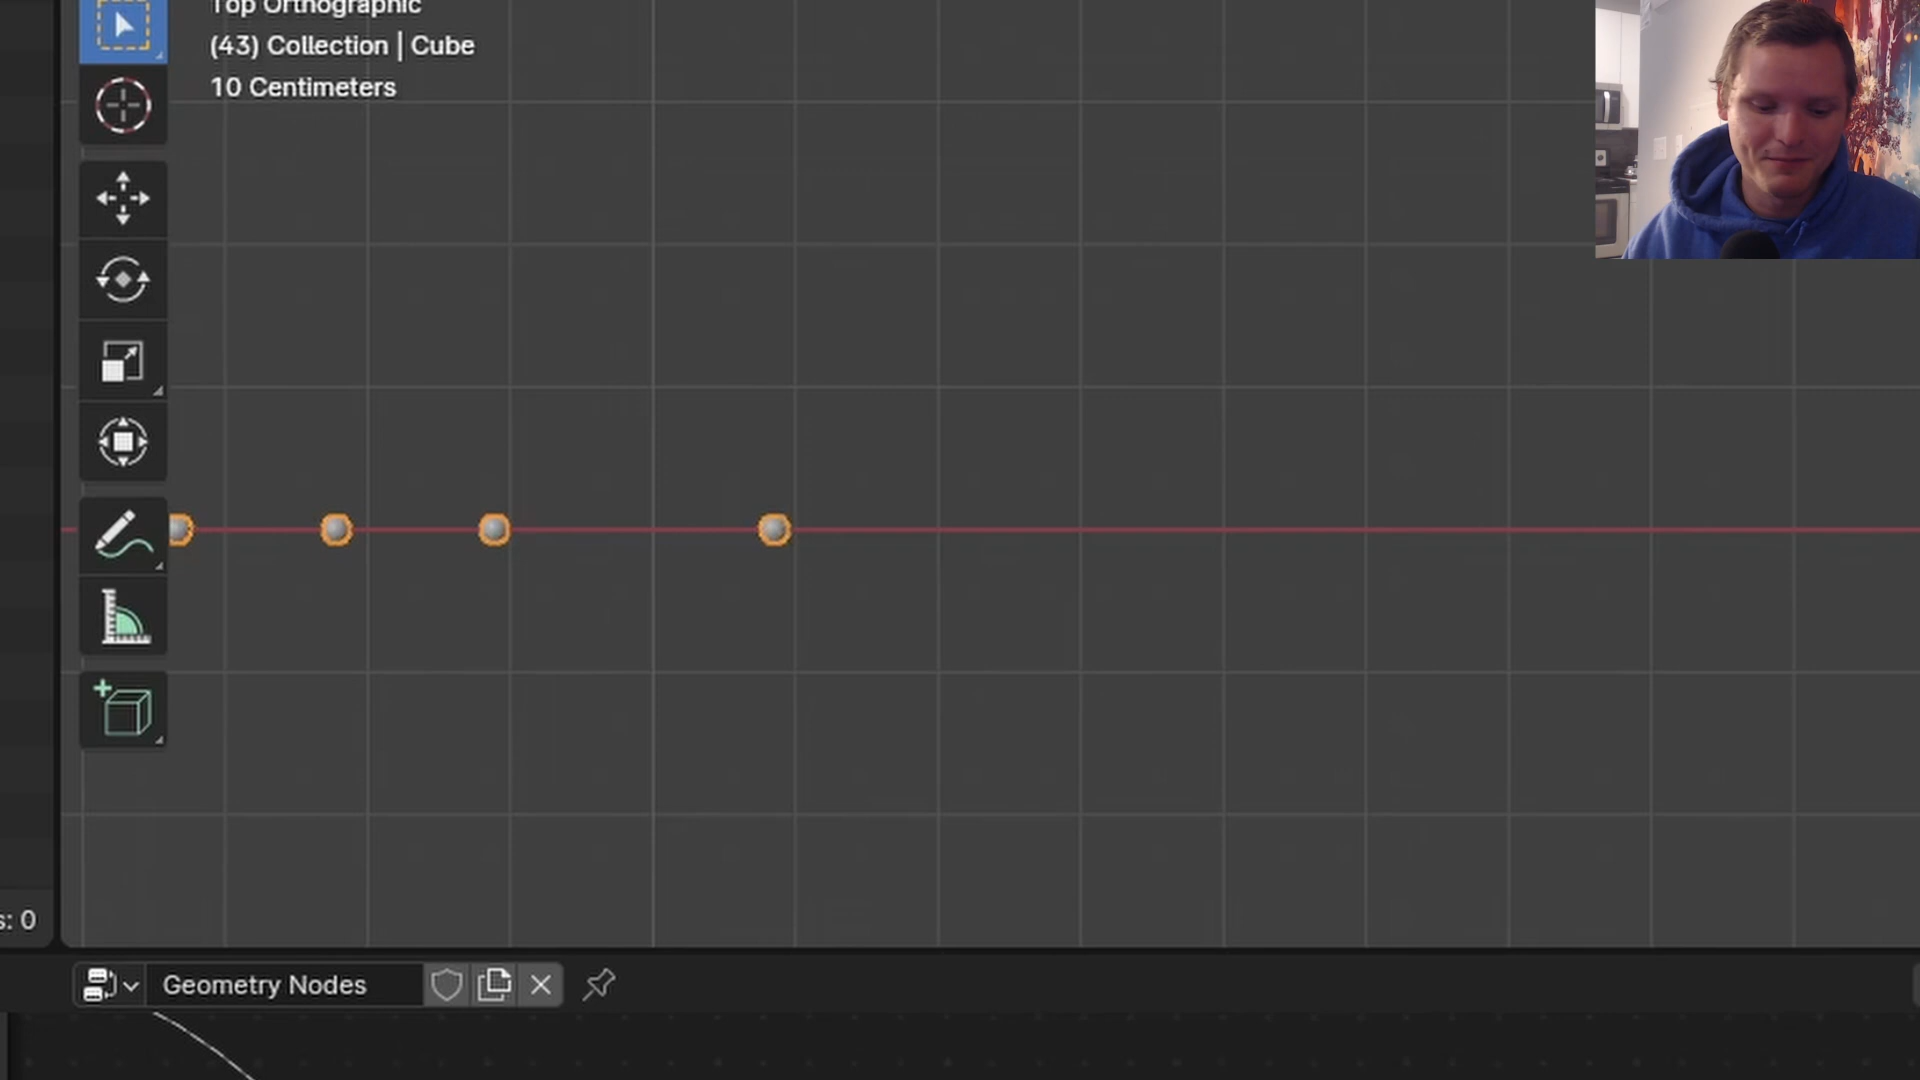 Top Orthographic
(43) Collection | Cube
10 Centimeters
s: 0
Geometry Nodes